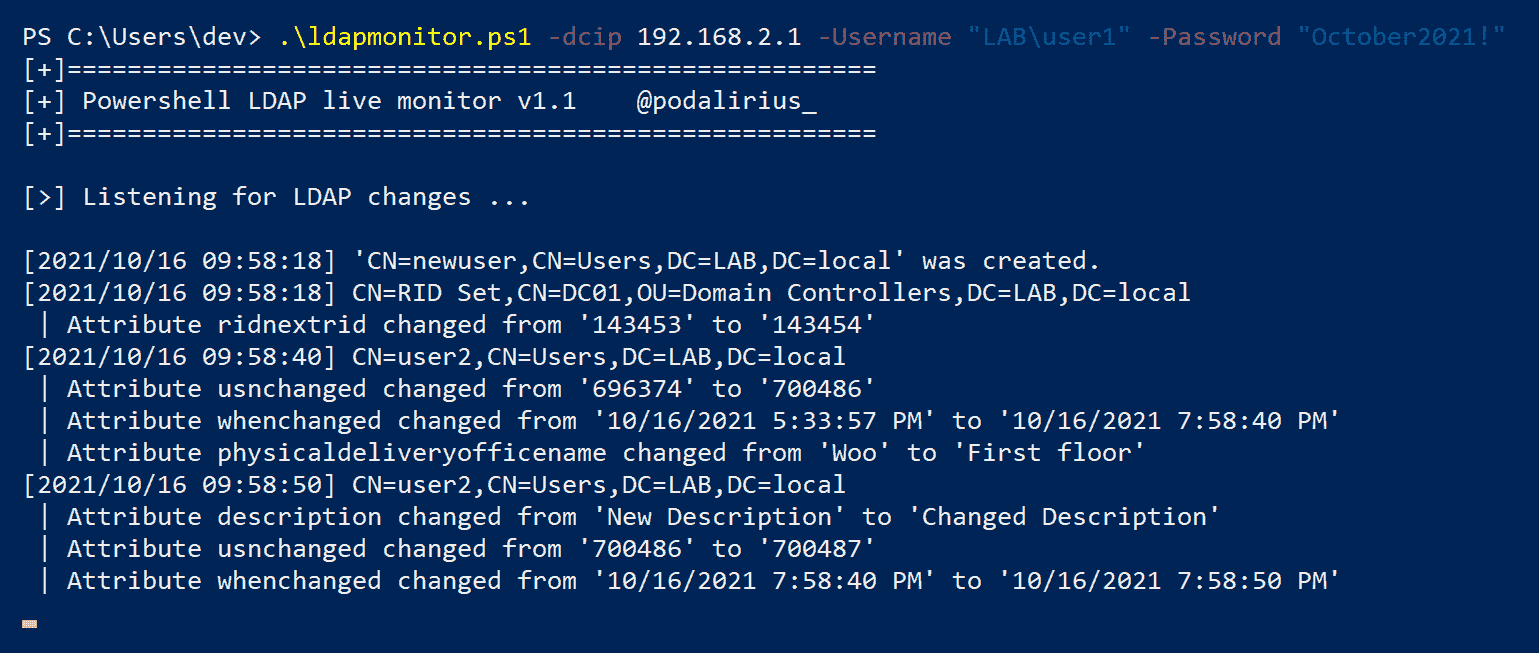 PS C:\Users\dev> .\ldapmonitor.ps1 -dcip 192.168.2.1 -Username "LAB\user1" -Password "October2021!"
[+]======================================================
[+] Powershell LDAP live monitor v1.1    @podalirius_
[+]======================================================
[>] Listening for LDAP changes ...
[2021/10/16 09:58:18] 'CN=newuser,CN=Users,DC=LAB,DC=local' was created.
[2021/10/16 09:58:18] CN=RID Set,CN=DC01,OU=Domain Controllers,DC=LAB,DC=local
 | Attribute ridnextrid changed from '143453' to '143454'
[2021/10/16 09:58:40] CN=user2,CN=Users,DC=LAB,DC=local
 | Attribute usnchanged changed from '696374' to '700486'
 | Attribute whenchanged changed from '10/16/2021 5:33:57 PM' to '10/16/2021 7:58:40 PM'
 | Attribute physicaldeliveryofficename changed from 'Woo' to 'First floor'
[2021/10/16 09:58:50] CN=user2,CN=Users,DC=LAB,DC=local
 | Attribute description changed from 'New Description' to 'Changed Description'
 | Attribute usnchanged changed from '700486' to '700487'
 | Attribute whenchanged changed from '10/16/2021 7:58:40 PM' to '10/16/2021 7:58:50 PM'